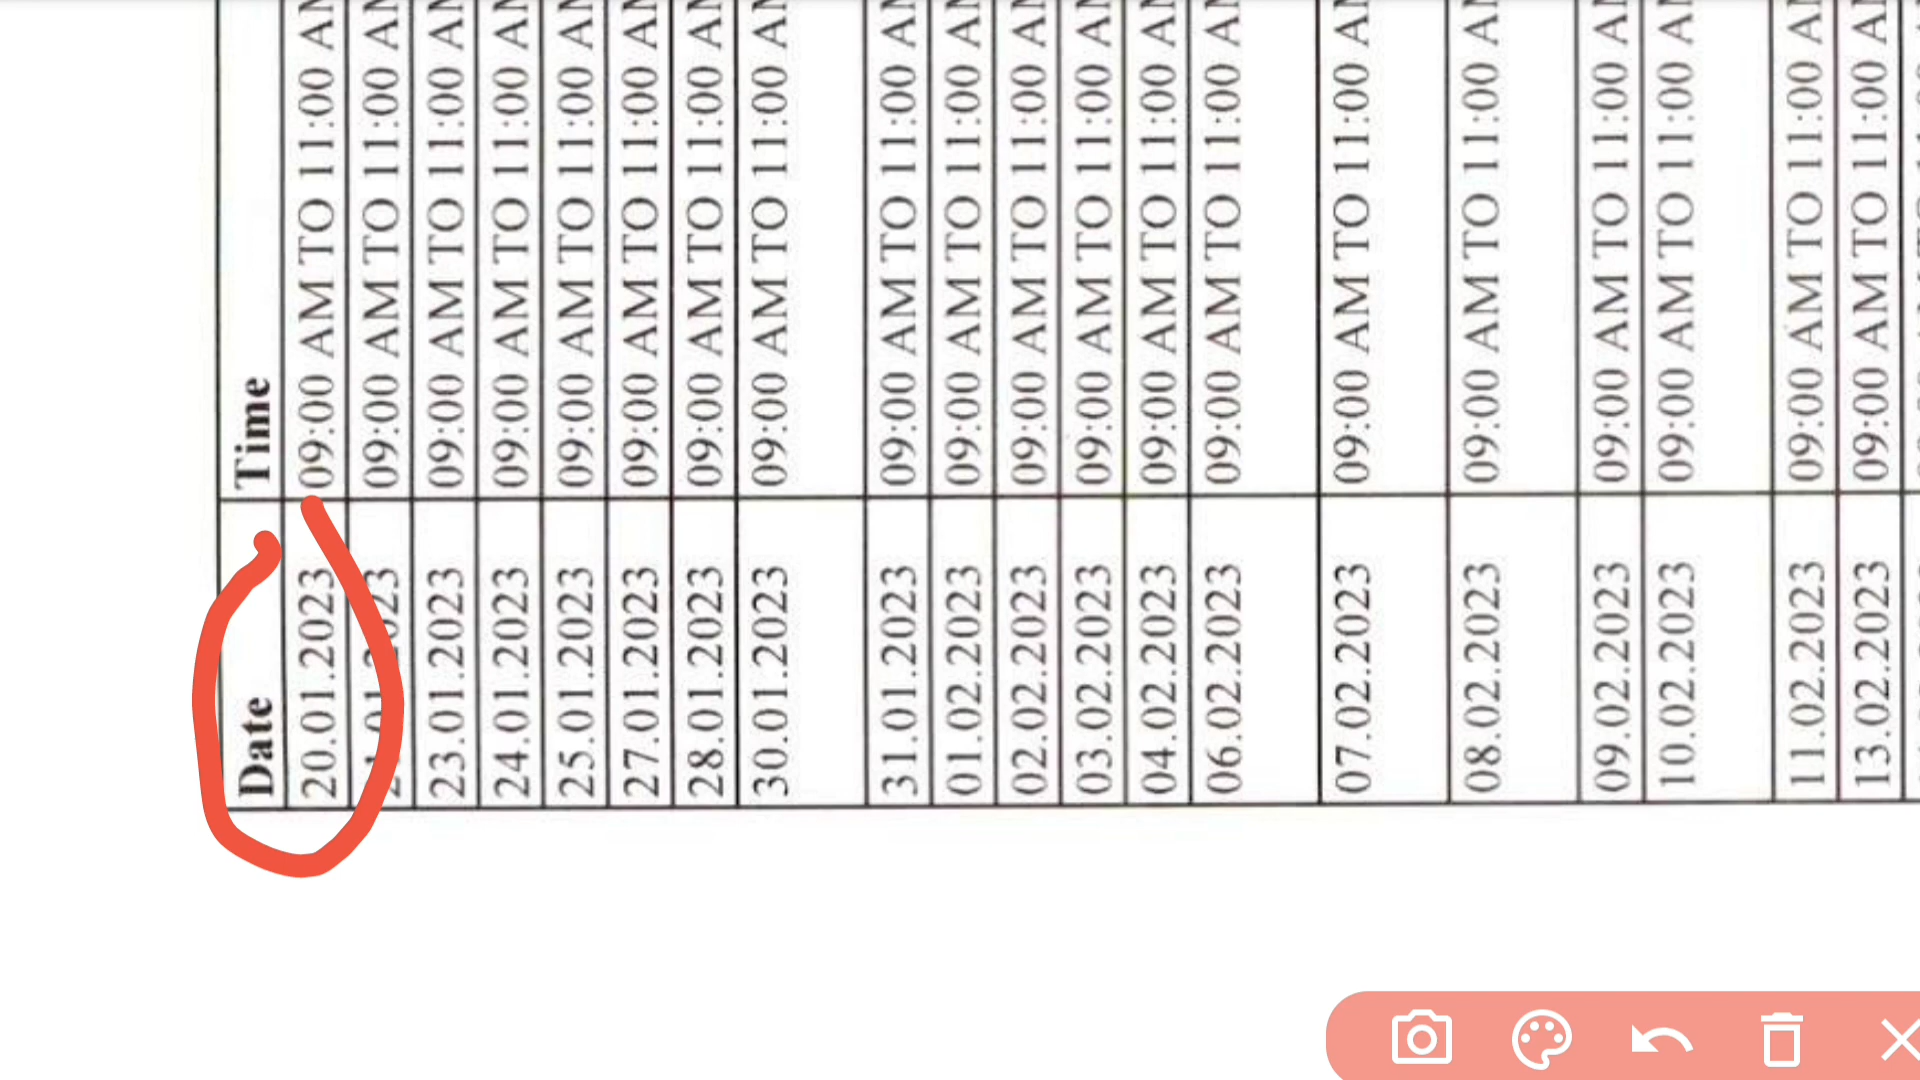 Date Time
20.01.2023 09:00 AM TO 11:00
21.01.2023 09:00 AM TO 11:00
23.01.2023 09:00 AM TO 11:00
24.01.2023 09:00 AM TO 11:00
25.01.2023 09:00 AM TO 11:00
27.01.2023 09:00 AM TO 11:00
28.01.2023 09:00 AM TO 11:00
30.01.2023 09:00 AM TO 11:00
31.01.2023 09:00 AM TO 11:00
01.02.2023 09:00 AM TO 11:00
02.02.2023 09:00 AM TO 11:00
03.02.2023 09:00 AM TO 11:00
04.02.2023 09:00 AM TO 11:00
06.02.2023 09:00 AM TO 11:00
07.02.2023 09:00 AM TO 11:00
08.02.2023 09:00 AM TO 11:00
09.02.2023 09:00 AM TO 11:00
10.02.2023 09:00 AM TO 11:00
11.02.2023 09:00 AM TO 11:00
13.02.2023 09:00 AM TO 11:00